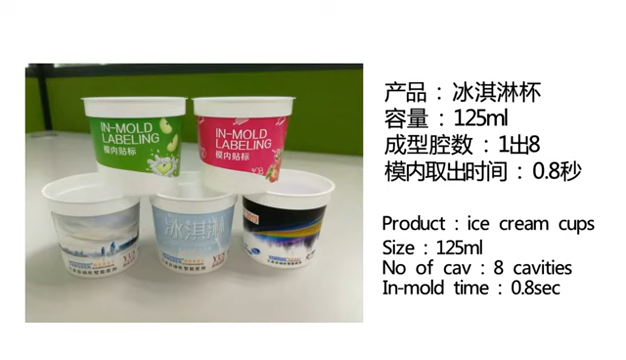 IN-MOLD
LABELING
模内贴标
IN-MOLD
LABELING
模内贴标
冰淇淋
产品 : 冰淇淋杯
容量 : 125ml
成型腔数 : 1出8
模内取出时间 : 0.8秒
Product : ice cream cups
Size : 125ml
No of cav : 8 cavities
In-mold time : 0.8sec